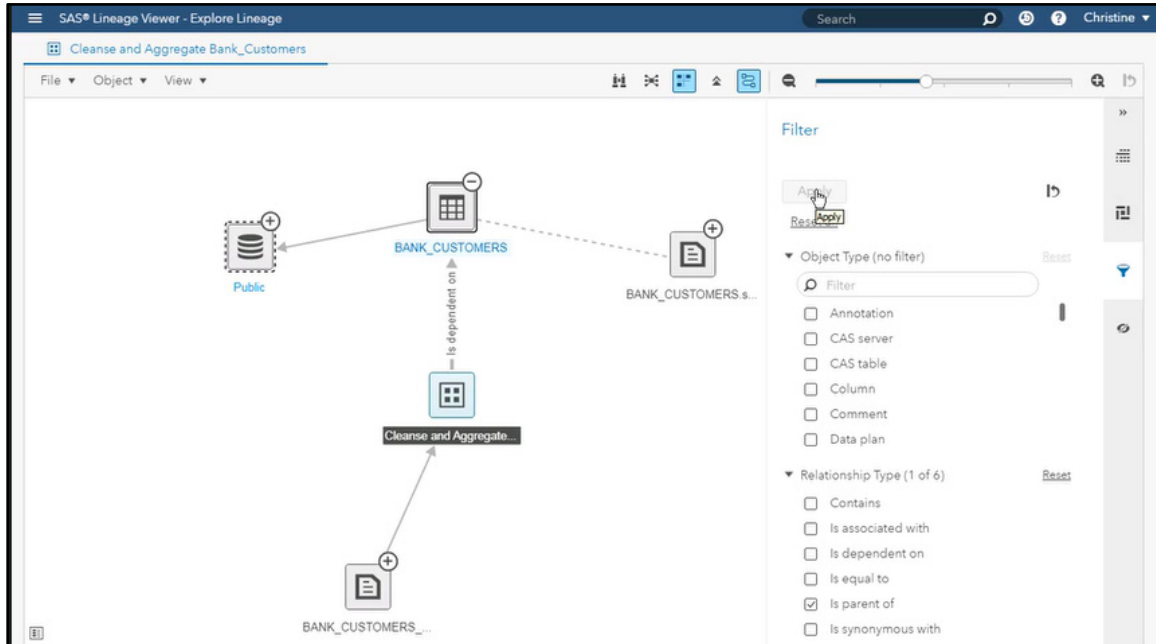 SAS® Lineage Viewer - Explore Lineage
Search
Christine
Cleanse and Aggregate Bank_Customers
File
Object
View
Filter
Apply
Apply
BANK_CUSTOMERS
Public
BANK_CUSTOMERS.s...
Is dependent on
Cleanse and Aggregate...
BANK_CUSTOMERS_...
Object Type (no filter)
Reset
Filter
Annotation
CAS server
CAS table
Column
Comment
Data plan
Relationship Type (1 of 6)
Reset
Contains
Is associated with
Is dependent on
Is equal to
Is parent of
Is synonymous with